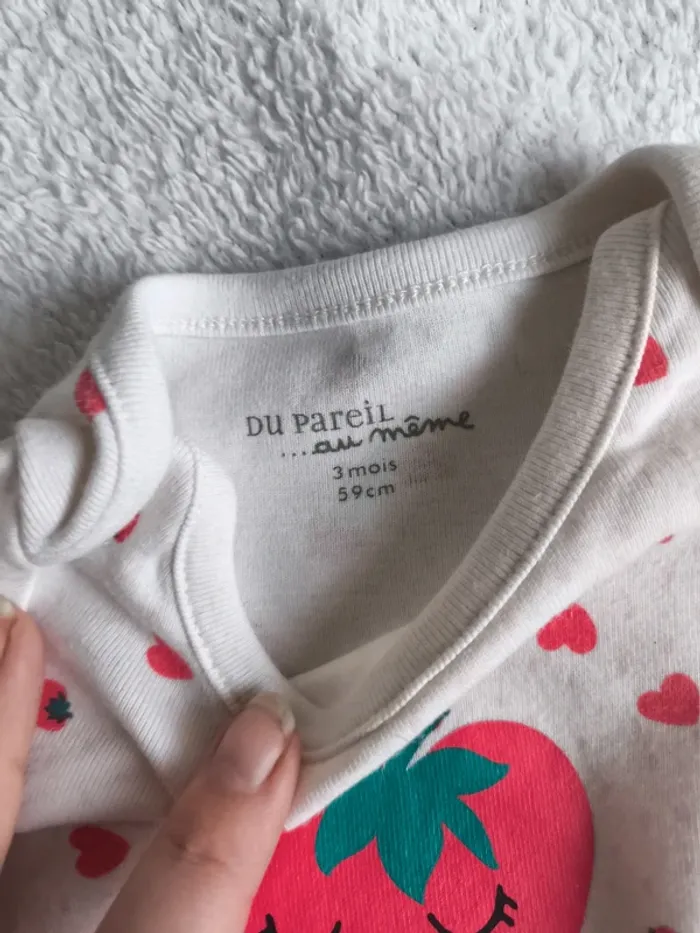 DU PareiL
...au même
3 mois
59cm